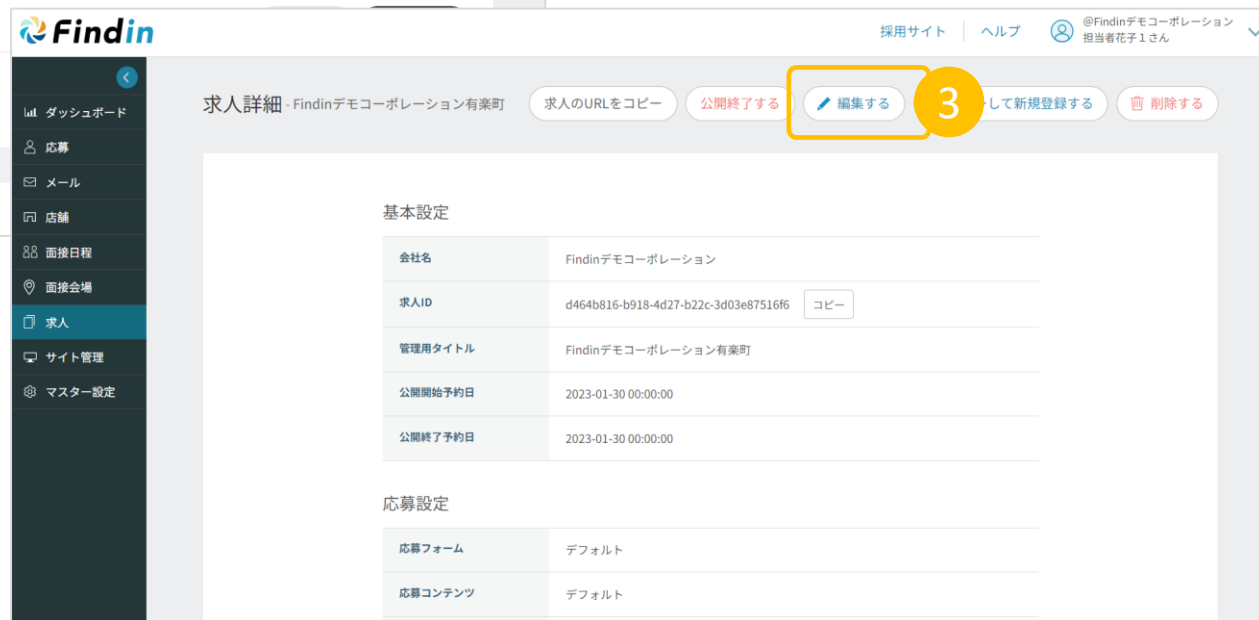 Findin
採用サイト
ヘルプ
@Findinデモコーポレーション
担当者花子1さん
ダッシュボード
応募
メール
店舗
面接日程
面接会場
求人
サイト管理
マスター設定
求人詳細 - Findinデモコーポレーション有楽町
求人のURLをコピー
公開終了する
編集する
3
して新規登録する
削除する
基本設定
会社名 Findinデモコーポレーション
求人ID d464b816-b918-4d27-b22c-3d03e87516f6 コピー
管理用タイトル Findinデモコーポレーション有楽町
公開開始予約日 2023-01-30 00:00:00
公開終了予約日 2023-01-30 00:00:00
応募設定
応募フォーム デフォルト
応募コンテンツ デフォルト